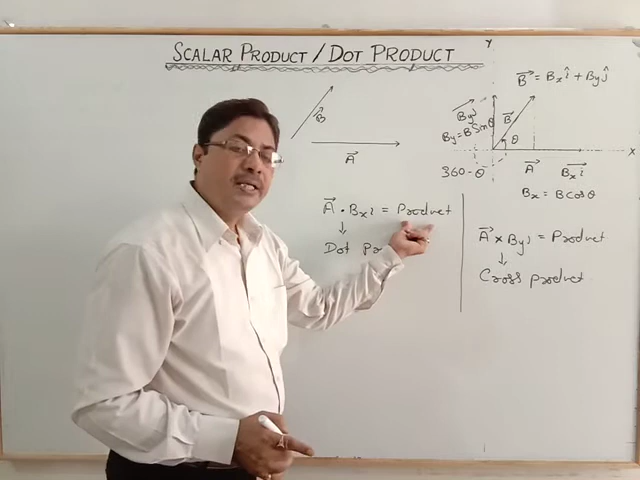 SCALAR PRODUCT / DOT PRODUCT
Y
B⃗ = Bₓ î + By ĵ
B⃗
By ĵ
B⃗
By = B Sin θ
θ
X
A⃗
360 - θ
A⃗
Bₓ i
Bₓ = B cos θ
A⃗ • Bₓ i = Product
↓
Dot Pr
A⃗ × By j = Product
↓
Cross product